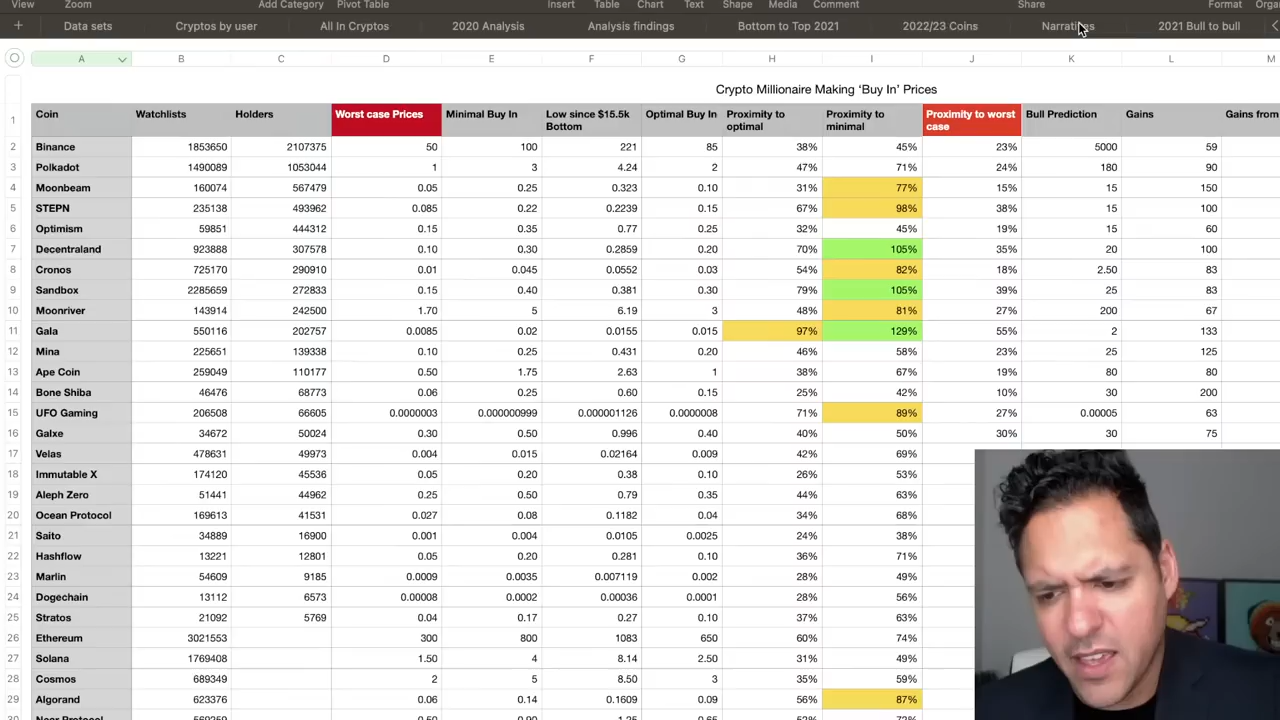 View Zoom Add Category Pivot Table Insert Table Chart Text Shape Media Comment Share Format
+ Data sets Cryptos by user All In Cryptos 2020 Analysis Analysis findings Bottom to Top 2021 2022/23 Coins Narratives 2021 Bull to bull
A B C D E F G H I J K L M
Crypto Millionaire Making ‘Buy In’ Prices
1 Coin Watchlists Holders Worst case Prices Minimal Buy In Low since $15.5k Bottom Optimal Buy In Proximity to optimal Proximity to minimal Proximity to worst case Bull Prediction Gains Gains from
2 Binance 1853650 2107375 50 100 221 85 38% 45% 23% 5000 59
3 Polkadot 1490089 1053044 1 3 4.24 2 47% 71% 24% 180 90
4 Moonbeam 160074 567479 0.05 0.25 0.323 0.10 31% 77% 15% 15 150
5 STEPN 235138 493962 0.085 0.22 0.2239 0.15 67% 98% 38% 15 100
6 Optimism 59851 444312 0.15 0.35 0.77 0.25 32% 45% 19% 15 60
7 Decentraland 923888 307578 0.10 0.30 0.2859 0.20 70% 105% 35% 20 100
8 Cronos 725170 290910 0.01 0.045 0.0552 0.03 54% 82% 18% 2.50 83
9 Sandbox 2285659 272833 0.15 0.40 0.381 0.30 79% 105% 39% 25 83
10 Moonriver 143914 242500 1.70 5 6.19 3 48% 81% 27% 200 67
11 Gala 550116 202757 0.0085 0.02 0.0155 0.015 97% 129% 55% 2 133
12 Mina 225651 139338 0.10 0.25 0.431 0.20 46% 58% 23% 25 125
13 Ape Coin 259049 110177 0.50 1.75 2.63 1 38% 67% 19% 80 80
14 Bone Shiba 46476 68773 0.06 0.25 0.60 0.15 25% 42% 10% 30 200
15 UFO Gaming 206508 66605 0.0000003 0.000000999 0.000001126 0.0000008 71% 89% 27% 0.00005 63
16 Galxe 34672 50024 0.30 0.50 0.996 0.40 40% 50% 30% 30 75
17 Velas 478631 49973 0.004 0.015 0.02164 0.009 42% 69%
18 Immutable X 174120 45536 0.05 0.20 0.38 0.10 26% 53%
19 Aleph Zero 51441 44962 0.25 0.50 0.79 0.35 44% 63%
20 Ocean Protocol 169613 41531 0.027 0.08 0.1182 0.04 34% 68%
21 Saito 34889 16900 0.001 0.004 0.0105 0.0025 24% 38%
22 Hashflow 13221 12801 0.05 0.20 0.281 0.10 36% 71%
23 Marlin 54609 9185 0.0009 0.0035 0.007119 0.002 28% 49%
24 Dogechain 13112 6573 0.00008 0.0002 0.00036 0.0001 28% 56%
25 Stratos 21092 5769 0.04 0.17 0.27 0.10 37% 63%
26 Ethereum 3021553 300 800 1083 650 60% 74%
27 Solana 1769408 1.50 4 8.14 2.50 31% 49%
28 Cosmos 689349 2 5 8.50 3 35% 59%
29 Algorand 623376 0.06 0.14 0.1609 0.09 56% 87%